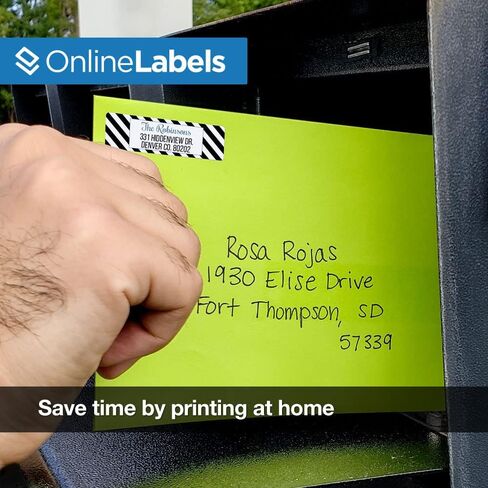 OnlineLabels
The Robinsons
331 HIDDENVIEW DR.
DENVER CO. 80202
Rosa Rojas
1930 Elise Drive
Fort Thompson, SD
57339
Save time by printing at home